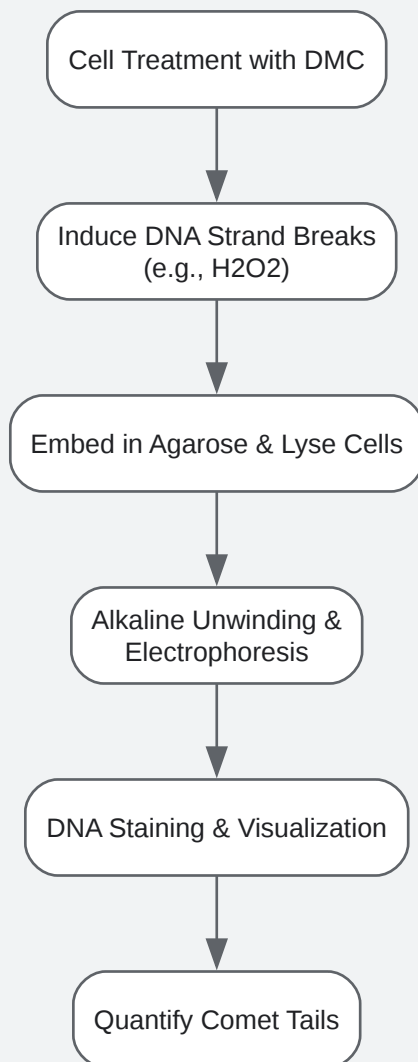 Cell Treatment with DMC
Induce DNA Strand Breaks
(e.g., H2O2)
Embed in Agarose & Lyse Cells
Alkaline Unwinding &
Electrophoresis
DNA Staining & Visualization
Quantify Comet Tails